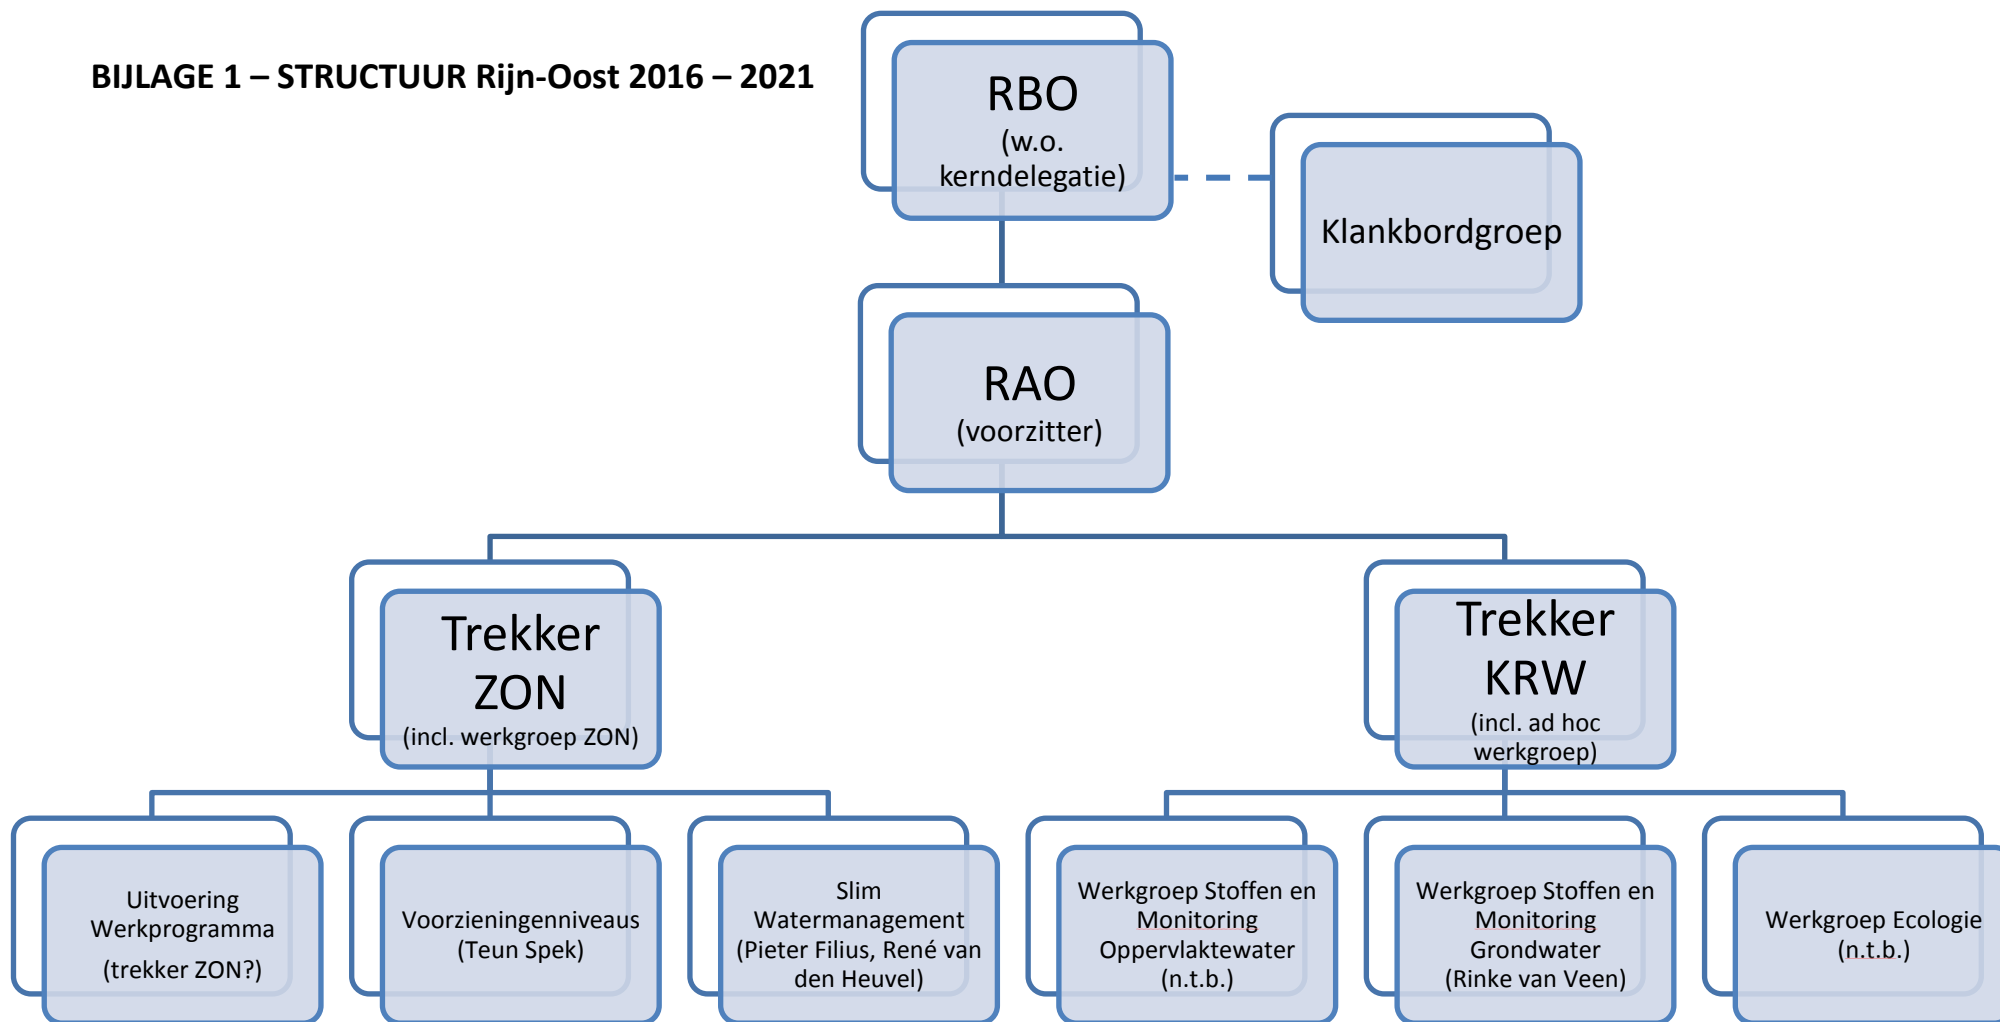 BIJLAGE 1 – STRUCTUUR Rijn-Oost 2016 – 2021
RBO
(w.o.
kerndelegatie)
Klankbordgroep
RAO
(voorzitter)
Trekker
ZON
(incl. werkgroep ZON)
Trekker
KRW
(incl. ad hoc
werkgroep)
Uitvoering
Werkprogramma
(trekker ZON?)
Voorzieningenniveaus
(Teun Spek)
Slim
Watermanagement
(Pieter Filius, René van
den Heuvel)
Werkgroep Stoffen en
Monitoring
Oppervlaktewater
(n.t.b.)
Werkgroep Stoffen en
Monitoring
Grondwater
(Rinke van Veen)
Werkgroep Ecologie
(n.t.b.)